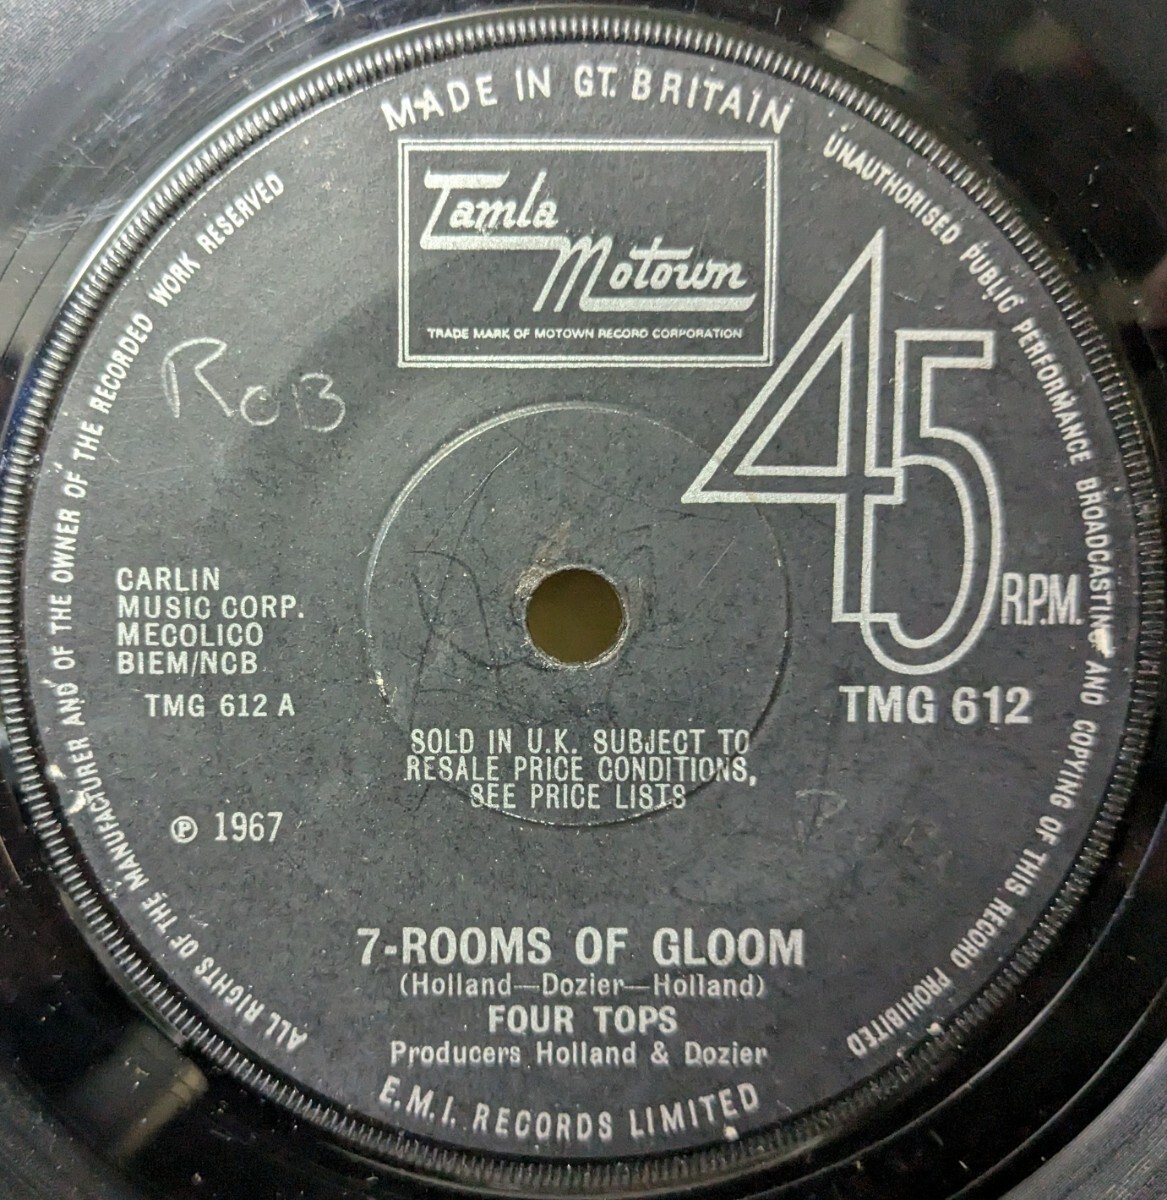 MADE IN GT. BRITAIN
Tamla
Motown
TRADE MARK OF MOTOWN RECORD CORPORATION
ALL RIGHTS OF THE MANUFACTURER AND OF THE OWNER OF THE RECORDED WORK RESERVED
UNAUTHORISED PUBLIC PERFORMANCE BROADCASTING AND COPYING OF THIS RECORD PROHIBITED
ROB
45
R.P.M.
CARLIN
MUSIC CORP.
MECOLICO
BIEM/NCB
TMG 612 A
TMG 612
SOLD IN U.K. SUBJECT TO
RESALE PRICE CONDITIONS,
SEE PRICE LISTS
℗ 1967
7-ROOMS OF GLOOM
(Holland—Dozier—Holland)
FOUR TOPS
Producers Holland & Dozier
E.M.I. RECORDS LIMITED